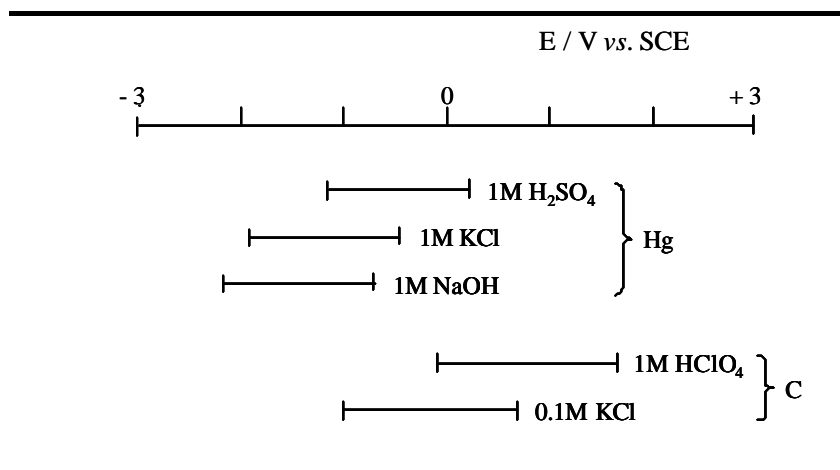 E / V vs. SCE
- 3 0 + 3
1M H₂SO₄
1M KCl
Hg
1M NaOH
1M HClO₄
C
0.1M KCl